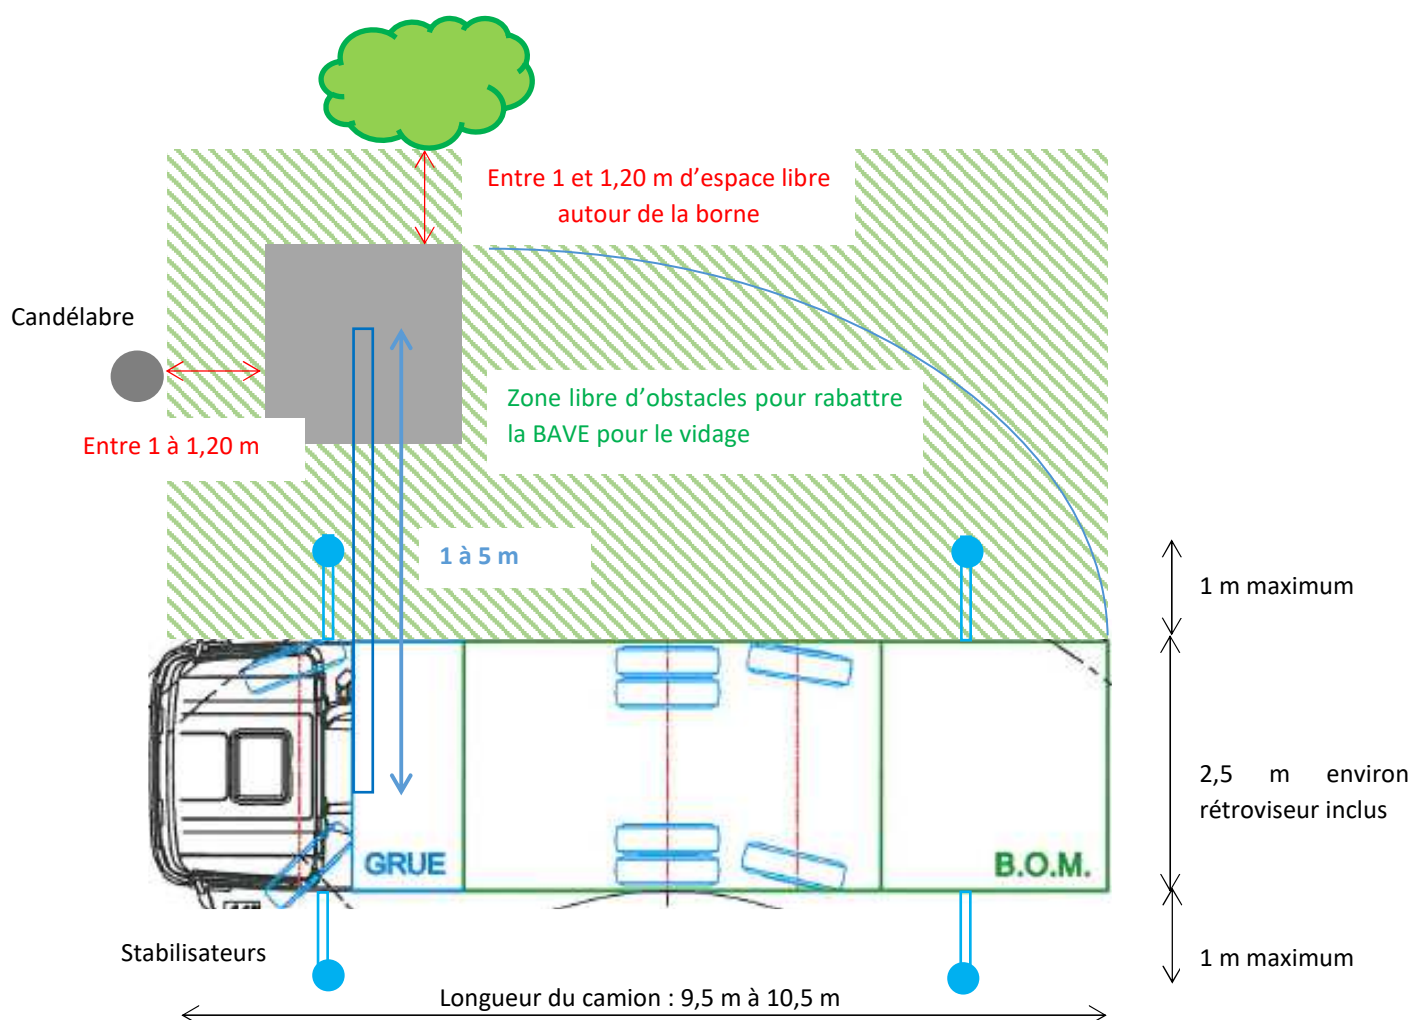 Entre 1 et 1,20 m d’espace libre
autour de la borne
Candélabre
Zone libre d’obstacles pour rabattre
la BAVE pour le vidage
Entre 1 à 1,20 m
1 à 5 m
1 m maximum
2,5 m environ
rétroviseur inclus
GRUE
B.O.M.
Stabilisateurs
1 m maximum
Longueur du camion : 9,5 m à 10,5 m